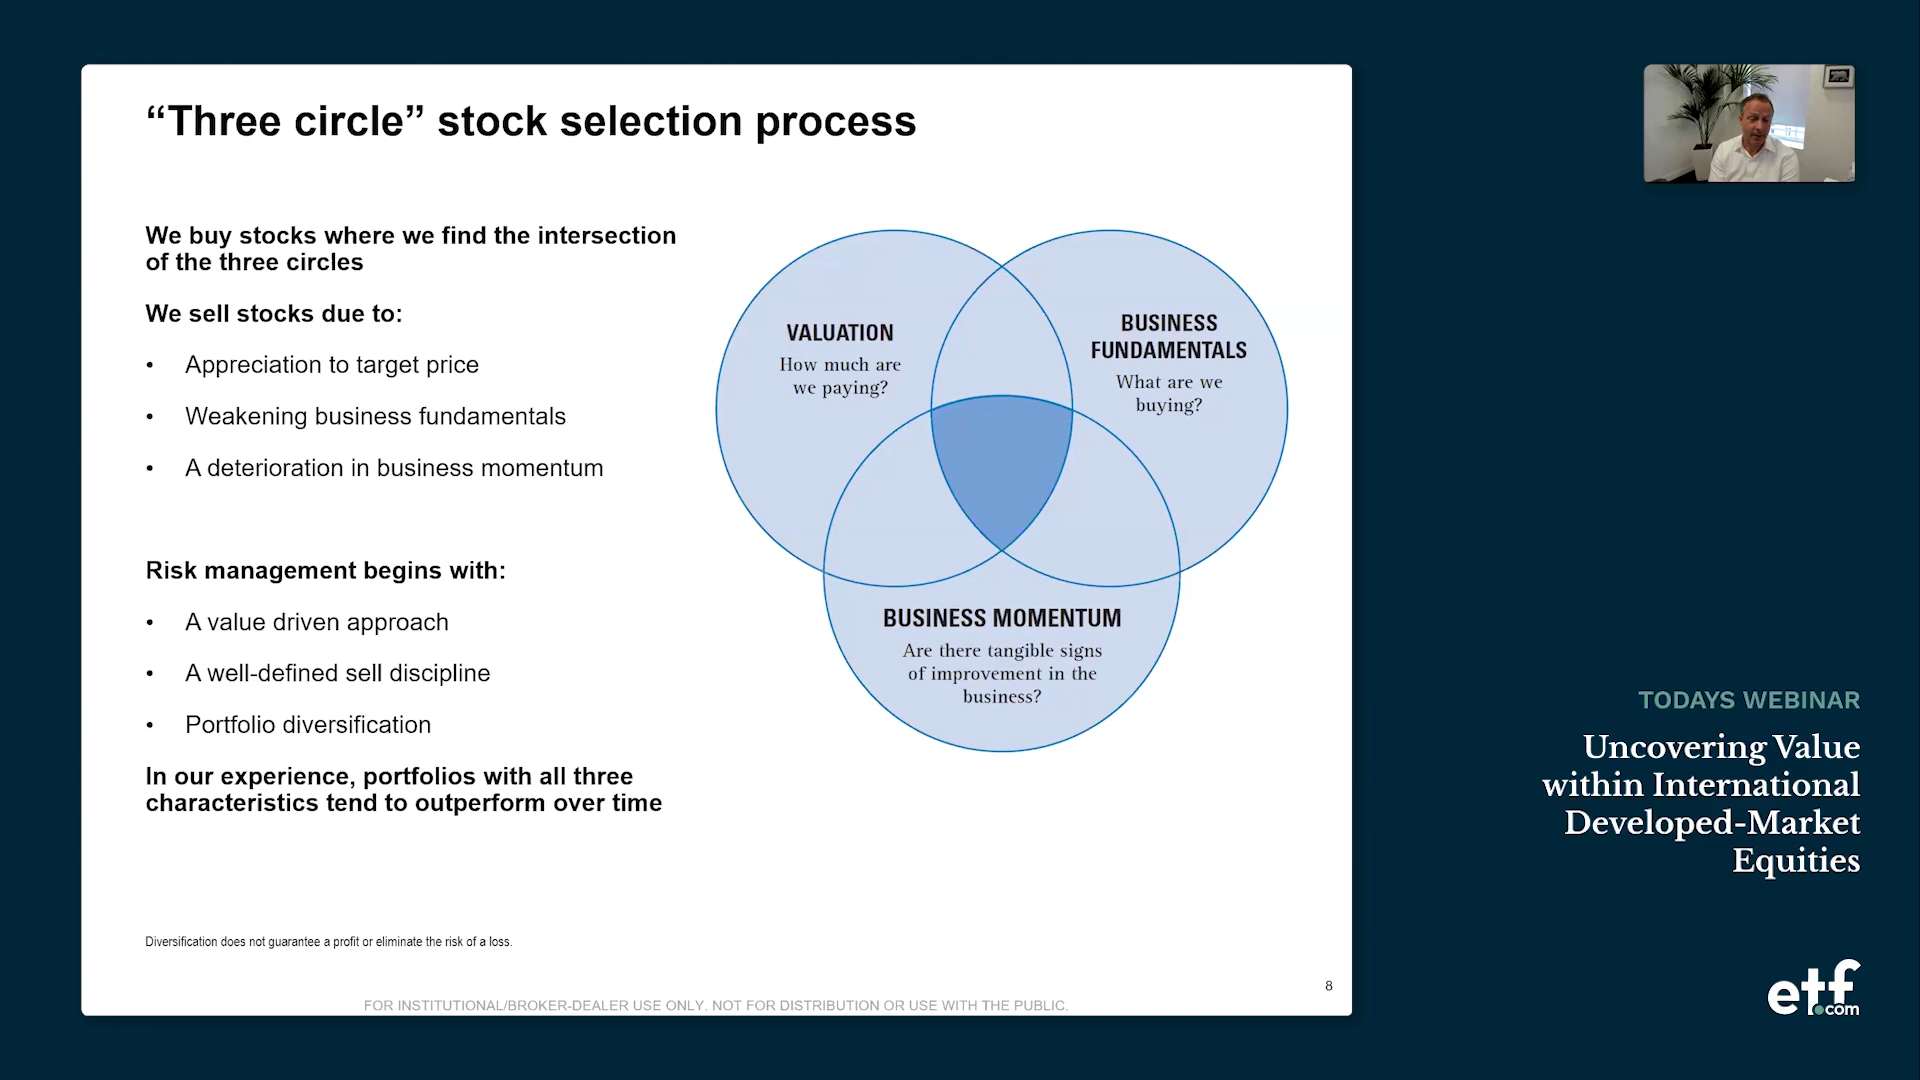 “Three circle” stock selection process
We buy stocks where we find the intersection
of the three circles
We sell stocks due to:
• Appreciation to target price
• Weakening business fundamentals
• A deterioration in business momentum
Risk management begins with:
• A value driven approach
• A well-defined sell discipline
• Portfolio diversification
In our experience, portfolios with all three
characteristics tend to outperform over time
VALUATION
How much are
we paying?
BUSINESS
FUNDAMENTALS
What are we
buying?
BUSINESS MOMENTUM
Are there tangible signs
of improvement in the
business?
Diversification does not guarantee a profit or eliminate the risk of a loss.
8
FOR INSTITUTIONAL/BROKER-DEALER USE ONLY. NOT FOR DISTRIBUTION OR USE WITH THE PUBLIC.
TODAYS WEBINAR
Uncovering Value
within International
Developed-Market
Equities
etf
.com